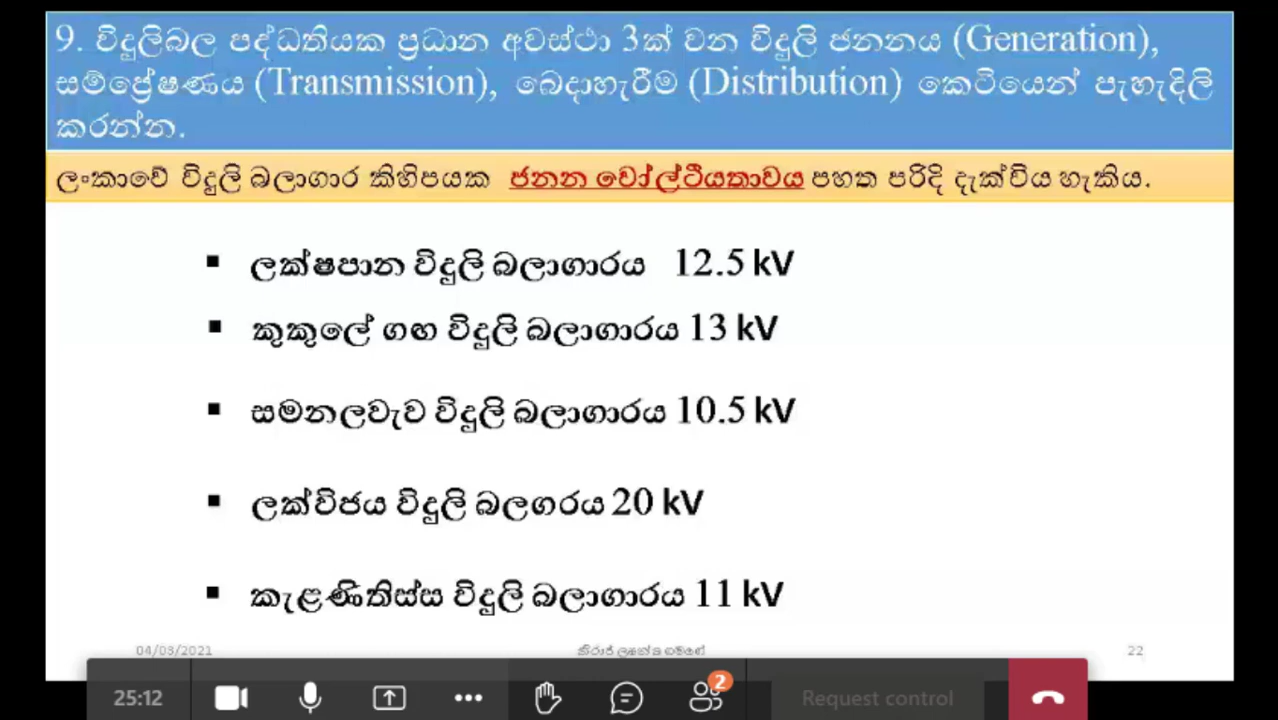 9. විදුලිබල පද්ධතියක ප්‍රධාන අවස්ථා 3ක් වන විදුලි ජනනය (Generation),
සම්ප්‍රේෂණය (Transmission), බෙදාහැරීම (Distribution) කෙටියෙන් පැහැදිලි
කරන්න.
ලංකාවේ විදුලි බලාගාර කිහිපයක ජනන වෝල්ටීයතාවය පහත පරිදි දැක්විය හැකිය.
▪ ලක්ෂපාන විදුලි බලාගාරය 12.5 kV
▪ කුකුලේ ගඟ විදුලි බලාගාරය 13 kV
▪ සමනලවැව විදුලි බලාගාරය 10.5 kV
▪ ලක්විජය විදුලි බලගරය 20 kV
▪ කැළණිතිස්ස විදුලි බලාගාරය 11 kV
04/03/2021 22
25:12 2 Request control